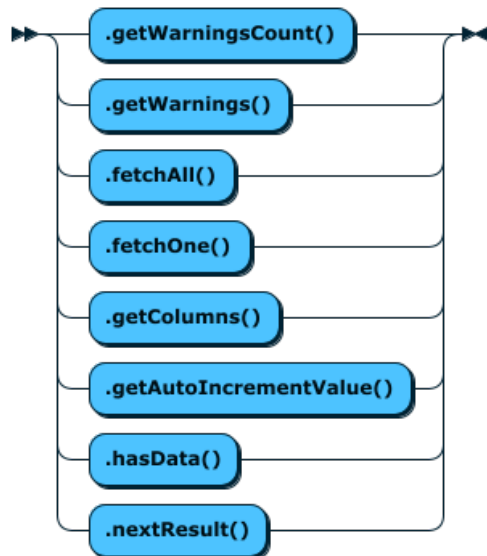 .getWarningsCount()
.getWarnings()
.fetchAll()
.fetchOne()
.getColumns()
.getAutoIncrementValue()
.hasData()
.nextResult()